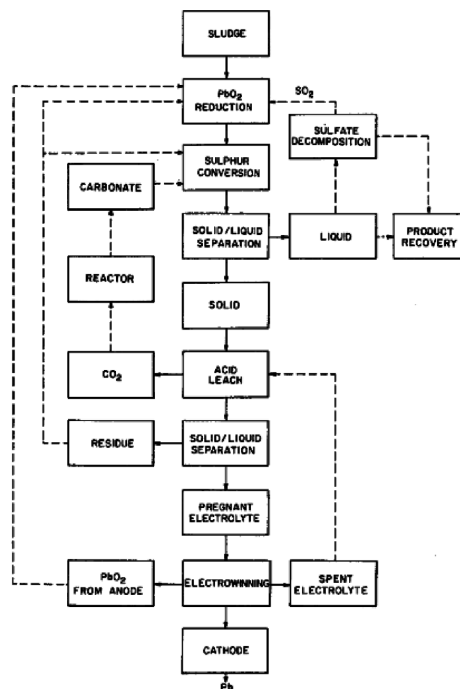 SLUDGE
PbO2
REDUCTION
SO2
SULFATE
DECOMPOSITION
SULPHUR
CONVERSION
CARBONATE
SOLID/LIQUID
SEPARATION
LIQUID
PRODUCT
RECOVERY
REACTOR
SOLID
CO2
ACID
LEACH
RESIDUE
SOLID/LIQUID
SEPARATION
PREGNANT
ELECTROLYTE
PbO2
FROM ANODE
ELECTROWINNING
SPENT
ELECTROLYTE
CATHODE
Pb